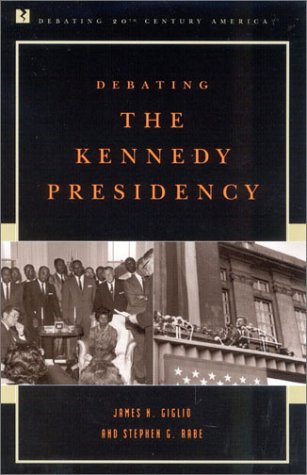 DEBATING 20TH CENTURY AMERICA
DEBATING
THE
KENNEDY
PRESIDENCY
JAMES N. GIGLIO
AND STEPHEN G. RABE